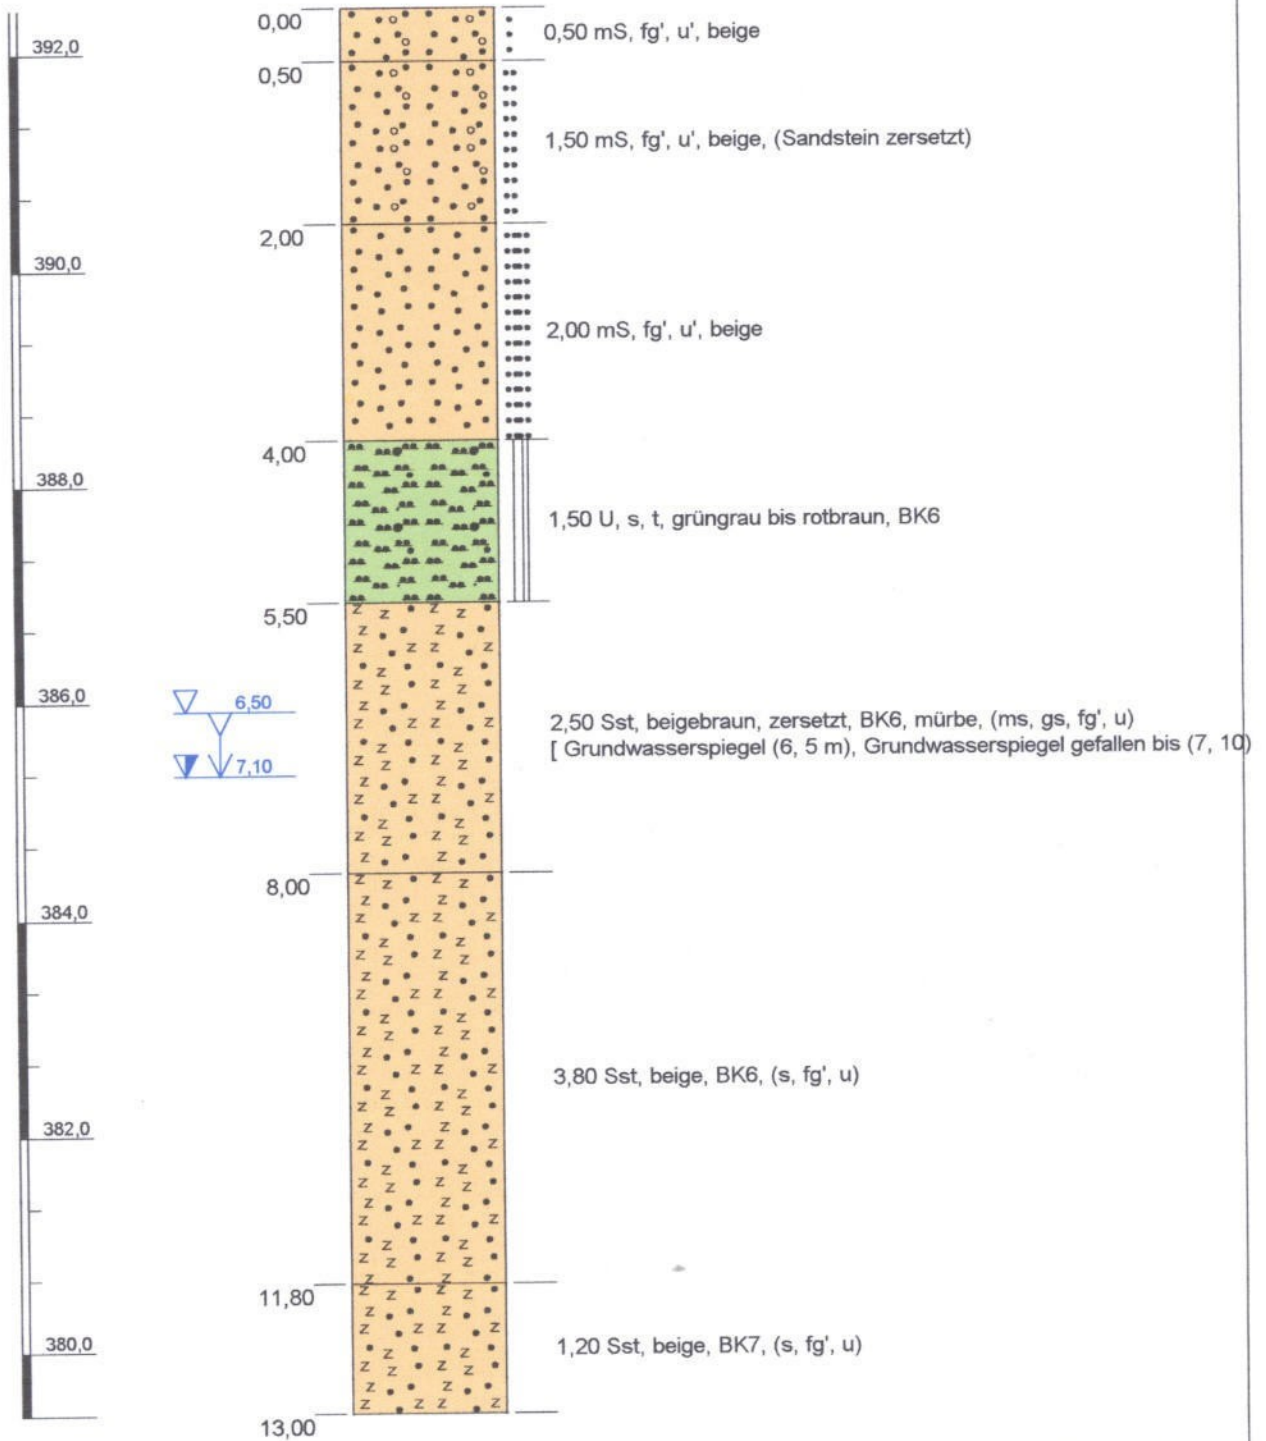 0,00
0,50 mS, fg', u', beige
392,0
0,50
1,50 mS, fg', u', beige, (Sandstein zersetzt)
2,00
390,0
2,00 mS, fg', u', beige
4,00
388,0
1,50 U, s, t, grüngrau bis rotbraun, BK6
5,50
386,0
6,50
2,50 Sst, beigebraun, zersetzt, BK6, mürbe, (ms, gs, fg', u)
[ Grundwasserspiegel (6, 5 m), Grundwasserspiegel gefallen bis (7, 10)
7,10
8,00
384,0
3,80 Sst, beige, BK6, (s, fg', u)
382,0
11,80
380,0
1,20 Sst, beige, BK7, (s, fg', u)
13,00